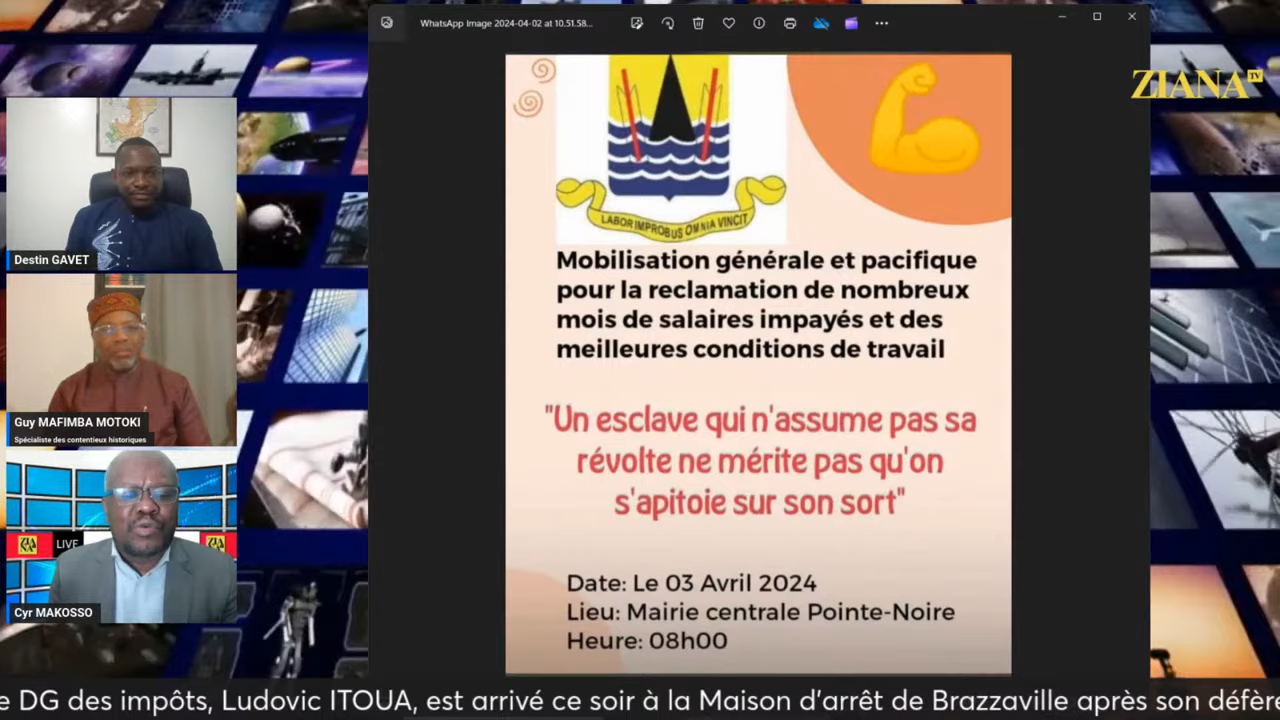 WhatsApp Image 2024-04-02 at 10.51.58...
ZIANA TV
LABOR IMPROBUS OMNIA VINCIT
Mobilisation générale et pacifique
pour la reclamation de nombreux
mois de salaires impayés et des
meilleures conditions de travail
"Un esclave qui n'assume pas sa
révolte ne mérite pas qu'on
s'apitoie sur son sort"
Date: Le 03 Avril 2024
Lieu: Mairie centrale Pointe-Noire
Heure: 08h00
Destin GAVET
Guy MAFIMBA MOTOKI
Spécialiste des contentieux historiques
LIVE
Cyr MAKOSSO
e DG des impôts, Ludovic ITOUA, est arrivé ce soir à la Maison d'arrêt de Brazzaville après son défère